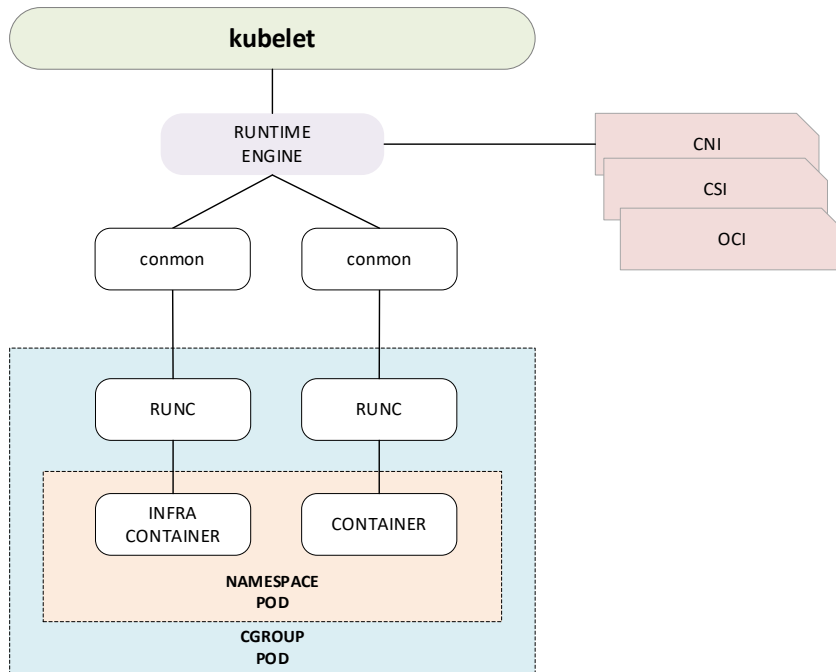 kubelet
RUNTIME
ENGINE
CNI
CSI
OCI
conmon
conmon
RUNC
RUNC
INFRA
CONTAINER
CONTAINER
NAMESPACE
POD
CGROUP
POD